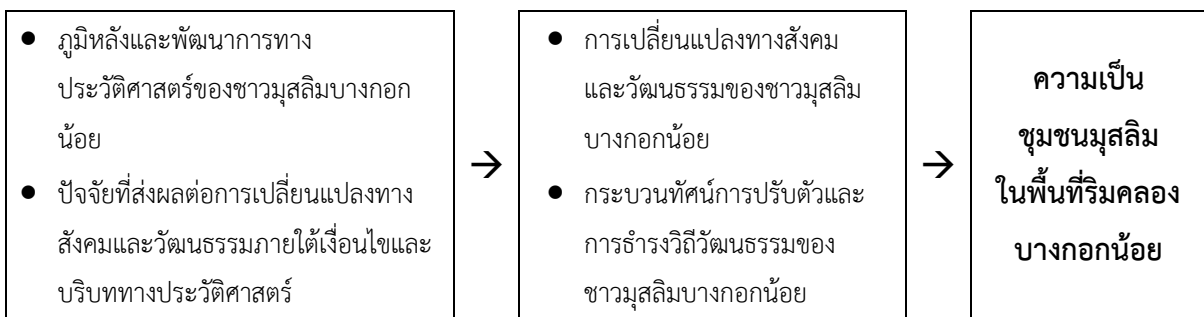 ● ภูมิหลังและพัฒนาการทาง
ประวัติศาสตร์ของชาวมุสลิมบางกอก
น้อย
● ปัจจัยที่ส่งผลต่อการเปลี่ยนแปลงทาง
สังคมและวัฒนธรรมภายใต้เงื่อนไขและ
บริบททางประวัติศาสตร์
→
● การเปลี่ยนแปลงทางสังคม
และวัฒนธรรมของชาวมุสลิม
บางกอกน้อย
● กระบวนทัศน์การปรับตัวและ
การธำรงวิถีวัฒนธรรมของ
ชาวมุสลิมบางกอกน้อย
→
ความเป็น
ชุมชนมุสลิม
ในพื้นที่ริมคลอง
บางกอกน้อย